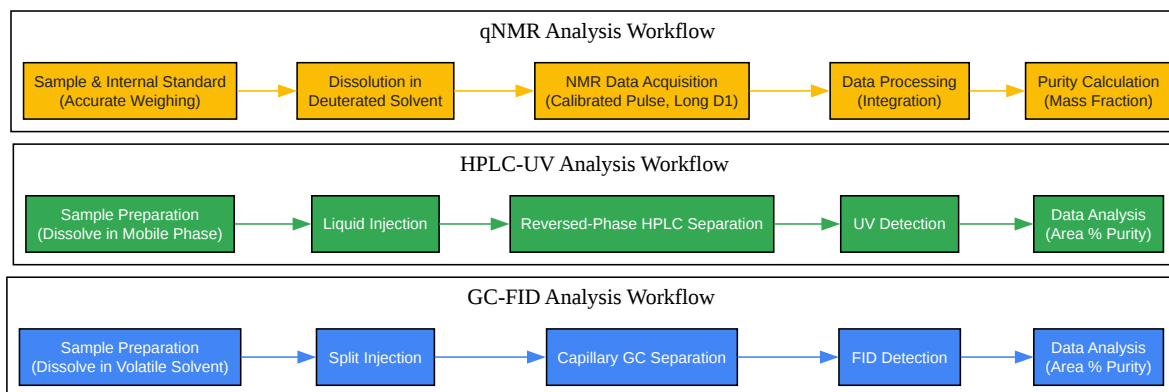 qNMR Analysis Workflow
Sample & Internal Standard
(Accurate Weighing)
Dissolution in
Deuterated Solvent
NMR Data Acquisition
(Calibrated Pulse, Long D1)
Data Processing
(Integration)
Purity Calculation
(Mass Fraction)
HPLC-UV Analysis Workflow
Sample Preparation
(Dissolve in Mobile Phase)
Liquid Injection
Reversed-Phase HPLC Separation
UV Detection
Data Analysis
(Area % Purity)
GC-FID Analysis Workflow
Sample Preparation
(Dissolve in Volatile Solvent)
Split Injection
Capillary GC Separation
FID Detection
Data Analysis
(Area % Purity)